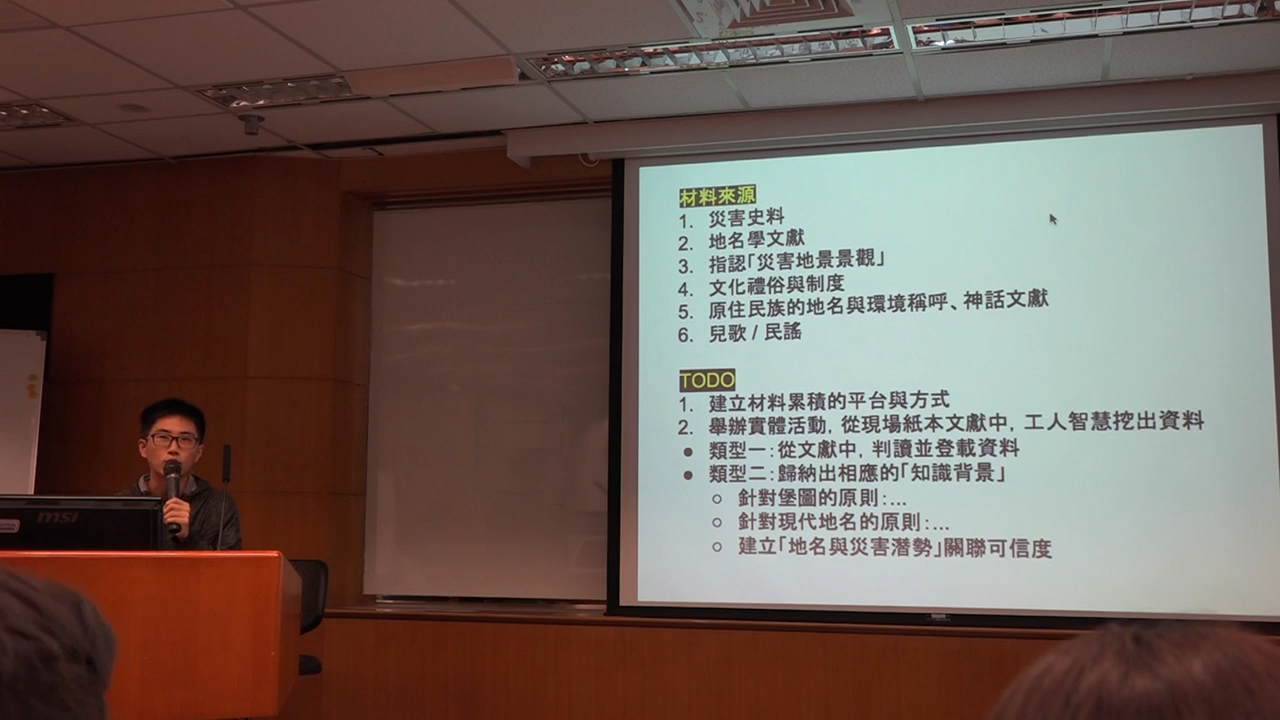 材料來源
1. 災害史料
2. 地名學文獻
3. 指認「災害地景景觀」
4. 文化禮俗與制度
5. 原住民族的地名與環境稱呼、神話文獻
6. 兒歌 / 民謠
TODO
1. 建立材料累積的平台與方式
2. 舉辦實體活動, 從現場紙本文獻中, 工人智慧挖出資料
● 類型一:從文獻中, 判讀並登載資料
● 類型二:歸納出相應的「知識背景」
○ 針對堡圖的原則:...
○ 針對現代地名的原則:...
○ 建立「地名與災害潛勢」關聯可信度
msi